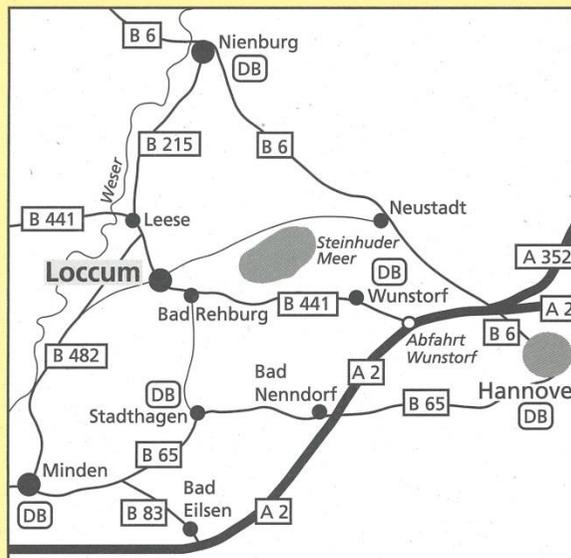 B 6
Nienburg
DB
B 215
B 6
Weser
B 441
Leese
Neustadt
Steinhuder
Meer
A 352
Loccum
DB
Wunstorf
A 2
Bad Rehburg
B 441
B 6
Abfahrt
Wunstorf
B 482
A 2
Bad
Nenndorf
DB
Stadthagen
B 65
Hannove
DB
B 65
Minden
DB
B 83
Bad
Eilsen
A 2